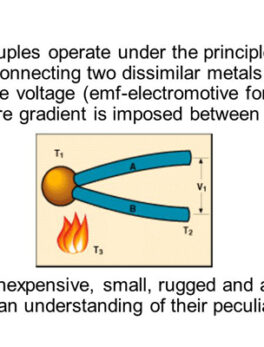 uples operate under the principle
onnecting two dissimilar metals
e voltage (emf-electromotive for
re gradient is imposed between
T1
A
V1
B
T2
T3
nexpensive, small, rugged and a
an understanding of their peculia